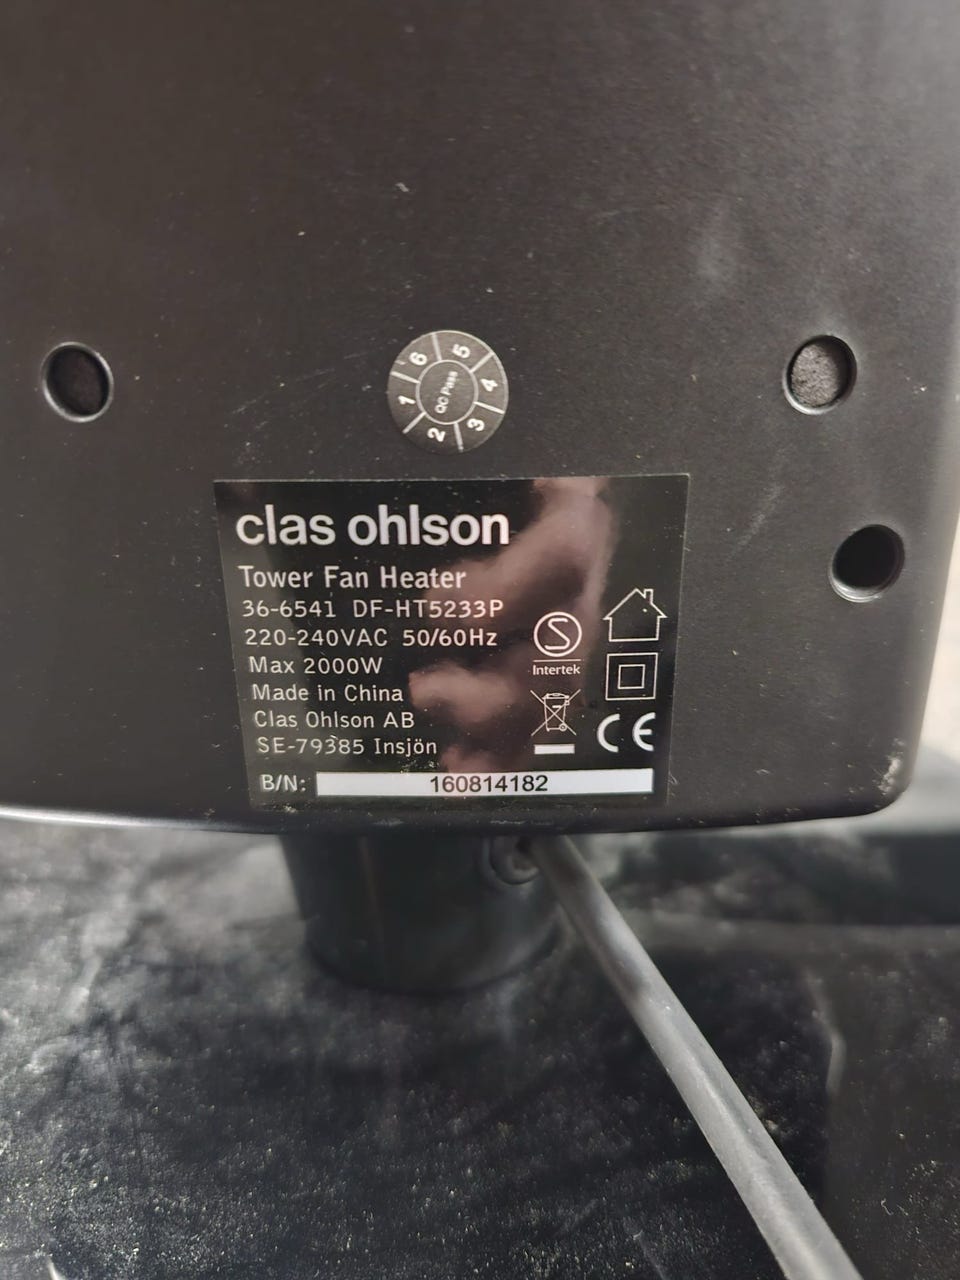 6 5 4 3 2 1
QC Pass
clas ohlson
Tower Fan Heater
36-6541 DF-HT5233P
220-240VAC 50/60Hz
Max 2000W
Made in China
Clas Ohlson AB
SE-79385 Insjön
S
Intertek
CE
B/N: 160814182